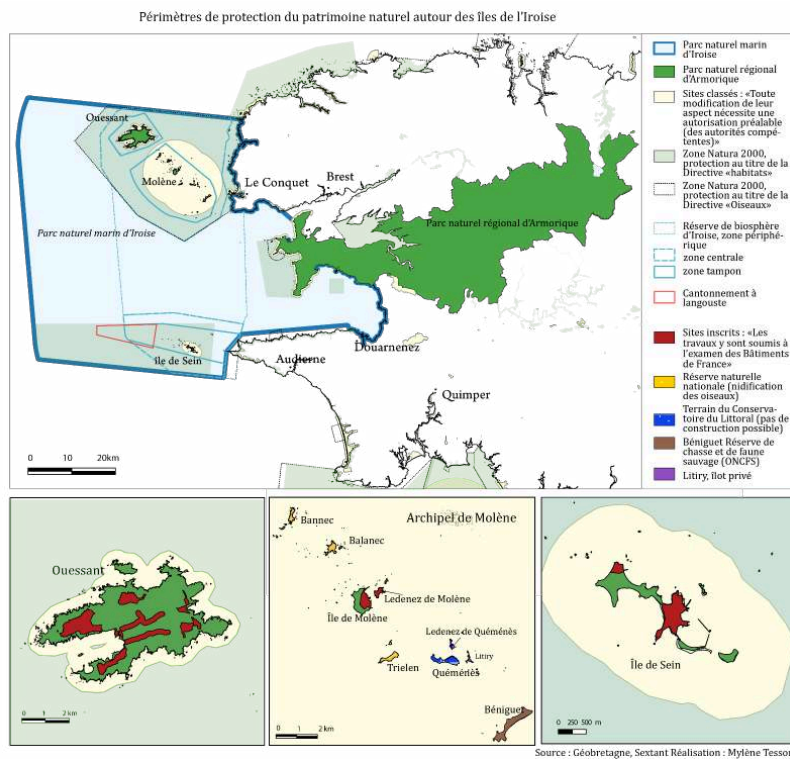 Périmètres de protection du patrimoine naturel autour des îles de l'Iroise
Ouessant
Molène
Le Conquet
Brest
Parc naturel marin d'Iroise
Parc naturel régional d'Armorique
île de Sein
Audierne
Douarnenez
Quimper
0 10 20km
Parc naturel marin
d'Iroise
Parc naturel régional
d'Armorique
Sites classés : «Toute
modification de leur
aspect nécessite une
autorisation préalable
(des autorités compé-
tentes)»
Zone Natura 2000,
protection au titre de la
Directive «habitats»
Zone Natura 2000,
protection au titre de la
Directive «Oiseaux»
Réserve de biosphère
d'Iroise, zone périphé-
rique
zone centrale
zone tampon
Cantonnement à
langouste
Sites inscrits : «Les
travaux y sont soumis à
l'examen des Bâtiments
de France»
Réserve naturelle
nationale (nidification
des oiseaux)
Terrain du Conserva-
toire du Littoral (pas de
construction possible)
Béniguet Réserve de
chasse et de faune
sauvage (ONCFS)
Litiry, îlot privé
Ouessant
0 1 2 km
Archipel de Molène
Bannec
Balanec
Ledenez de Molène
Île de Molène
Ledenez de Quéménès
Trielen
Litiry
Quéménès
Béniguet
0 1 2 km
Île de Sein
0 250 500 m
Source : Géobretagne, Sextant Réalisation : Mylène Tesson